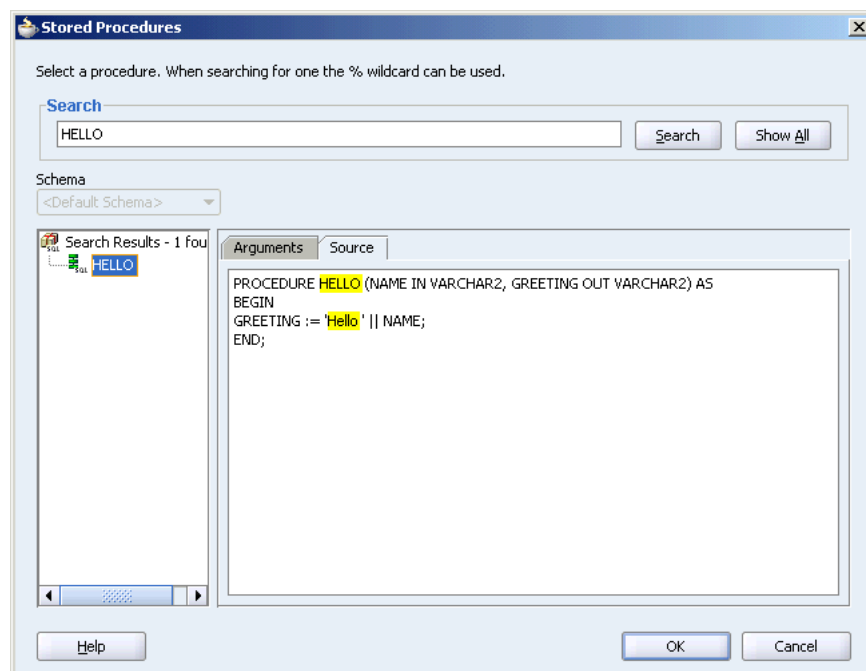 Stored Procedures
Select a procedure. When searching for one the % wildcard can be used.
Search
HELLO
Search
Show All
Schema
<Default Schema>
Search Results - 1 fou
HELLO
Arguments
Source
PROCEDURE HELLO (NAME IN VARCHAR2, GREETING OUT VARCHAR2) AS
BEGIN
GREETING := 'Hello ' || NAME;
END;
Help
OK
Cancel